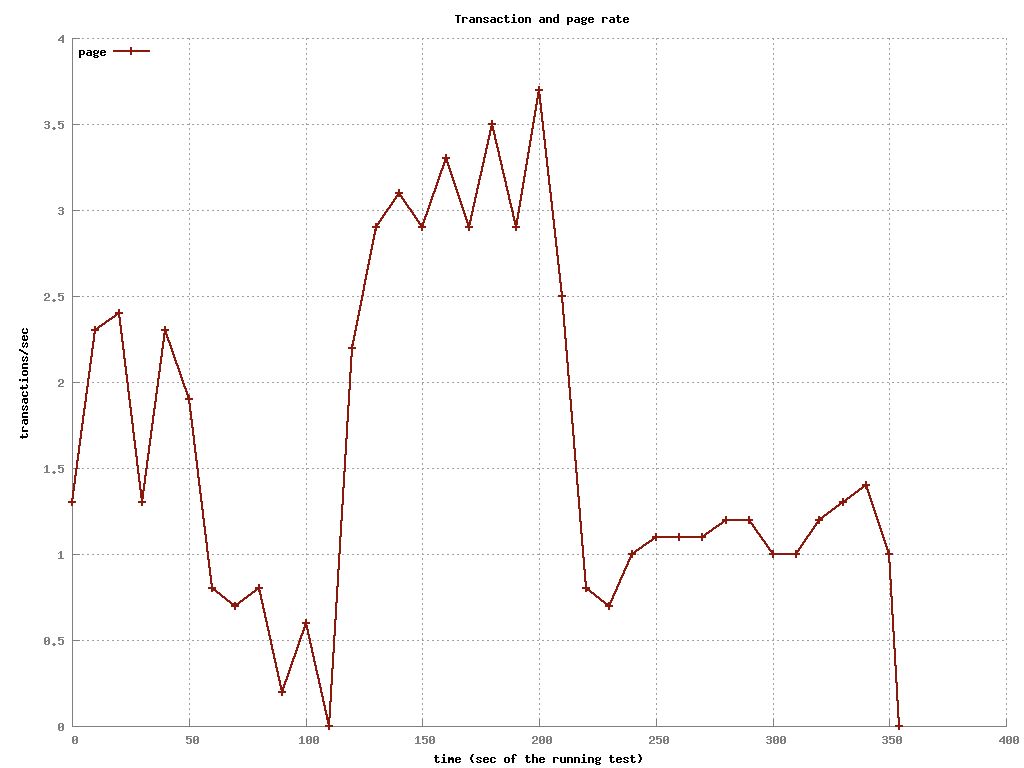 Transaction and page rate
page
4
3.5
3
2.5
2
1.5
1
0.5
0
transactions/sec
0 50 100 150 200 250 300 350 400
time (sec of the running test)